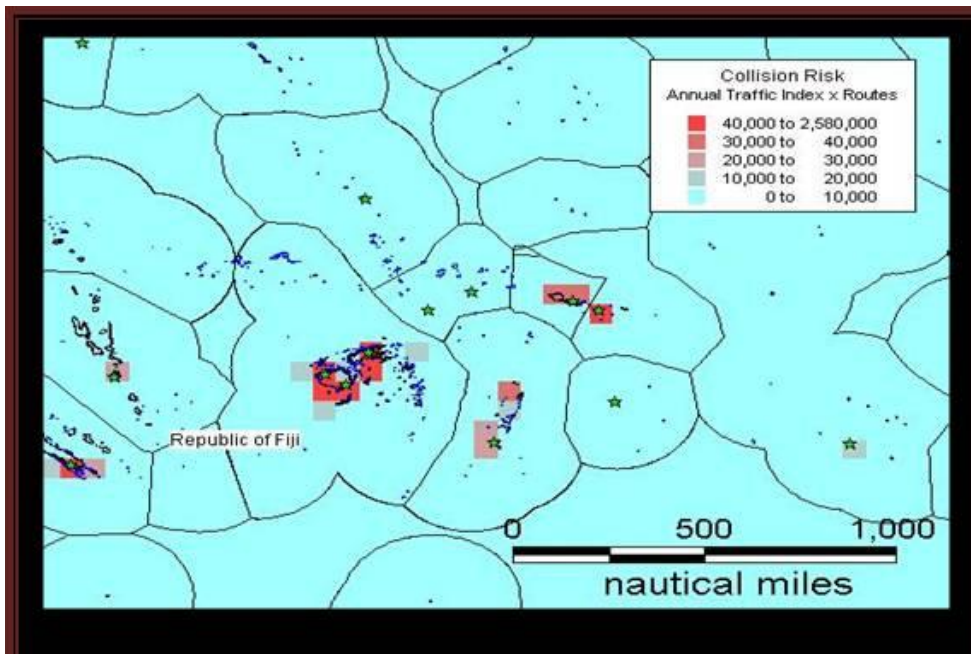 Collision Risk
Annual Traffic Index x Routes
40,000 to 2,580,000
30,000 to 40,000
20,000 to 30,000
10,000 to 20,000
0 to 10,000
Republic of Fiji
0 500 1,000
nautical miles